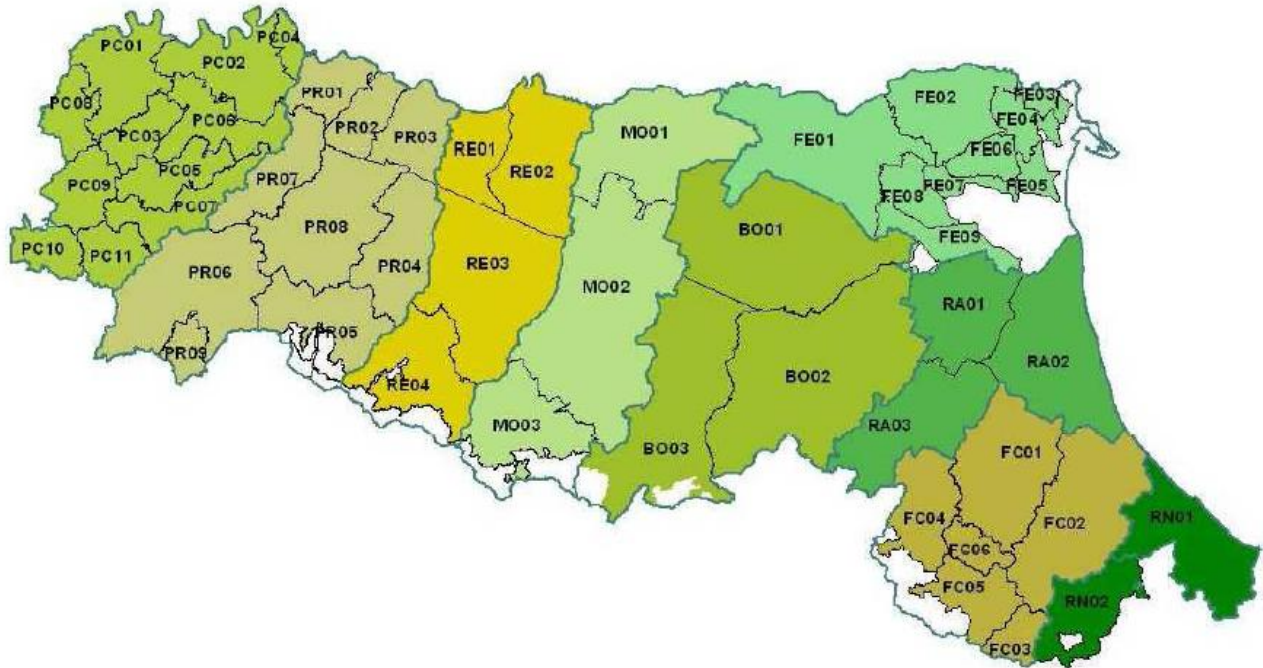 PC01
PC02
PC04
PC08
PC03
PC06
PC09
PC05
PC07
PC10
PC11
PR01
PR02
PR03
PR07
PR08
PR04
PR06
PR05
PR09
RE01
RE02
RE03
RE04
MO01
MO02
MO03
BO01
BO02
BO03
FE01
FE02
FE03
FE04
FE06
FE08
FE07
FE05
FE09
RA01
RA02
RA03
FC01
FC04
FC02
FC06
FC05
FC03
RN01
RN02